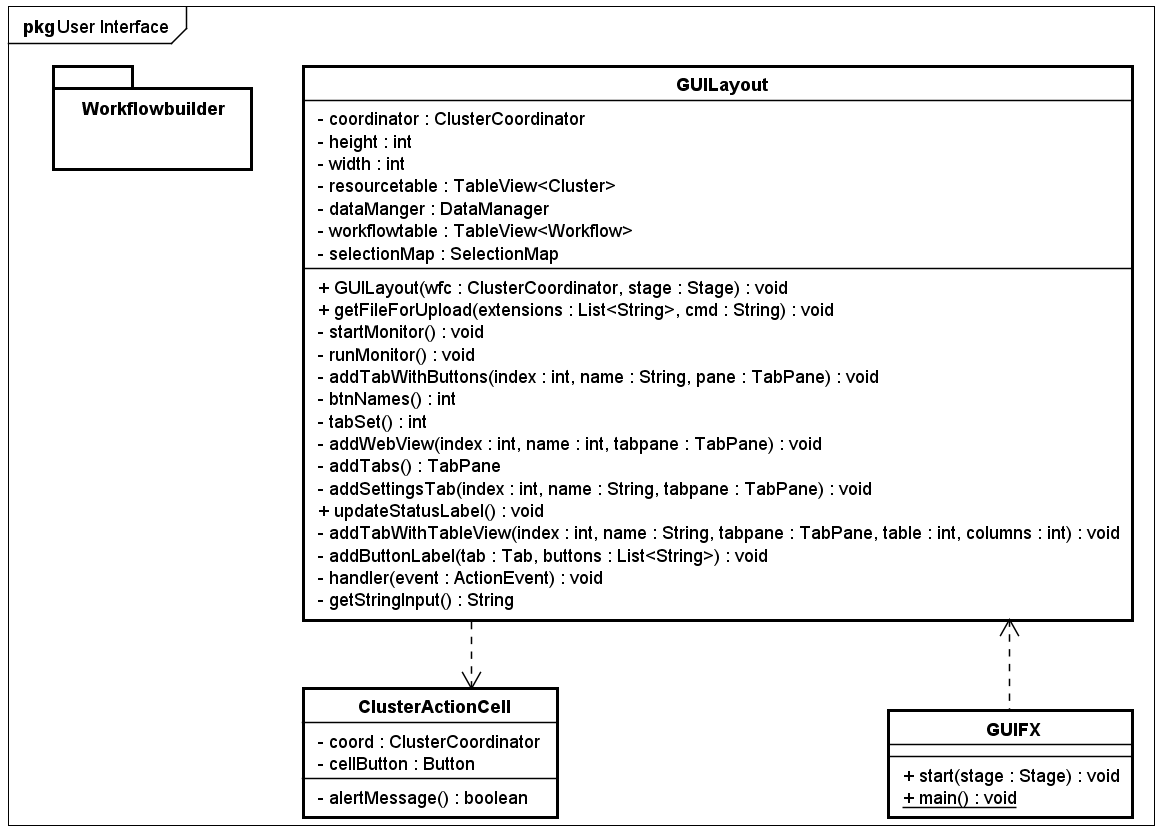 pkg User Interface
Workflowbuilder
GUILayout
- coordinator : ClusterCoordinator
- height : int
- width : int
- resourcetable : TableView<Cluster>
- dataManger : DataManager
- workflowtable : TableView<Workflow>
- selectionMap : SelectionMap
+ GUILayout(wfc : ClusterCoordinator, stage : Stage) : void
+ getFileForUpload(extensions : List<String>, cmd : String) : void
- startMonitor() : void
- runMonitor() : void
- addTabWithButtons(index : int, name : String, pane : TabPane) : void
- btnNames() : int
- tabSet() : int
- addWebView(index : int, name : int, tabpane : TabPane) : void
- addTabs() : TabPane
- addSettingsTab(index : int, name : String, tabpane : TabPane) : void
+ updateStatusLabel() : void
- addTabWithTableView(index : int, name : String, tabpane : TabPane, table : int, columns : int) : void
- addButtonLabel(tab : Tab, buttons : List<String>) : void
- handler(event : ActionEvent) : void
- getStringInput() : String
ClusterActionCell
- coord : ClusterCoordinator
- cellButton : Button
- alertMessage() : boolean
GUIFX
+ start(stage : Stage) : void
+ main() : void